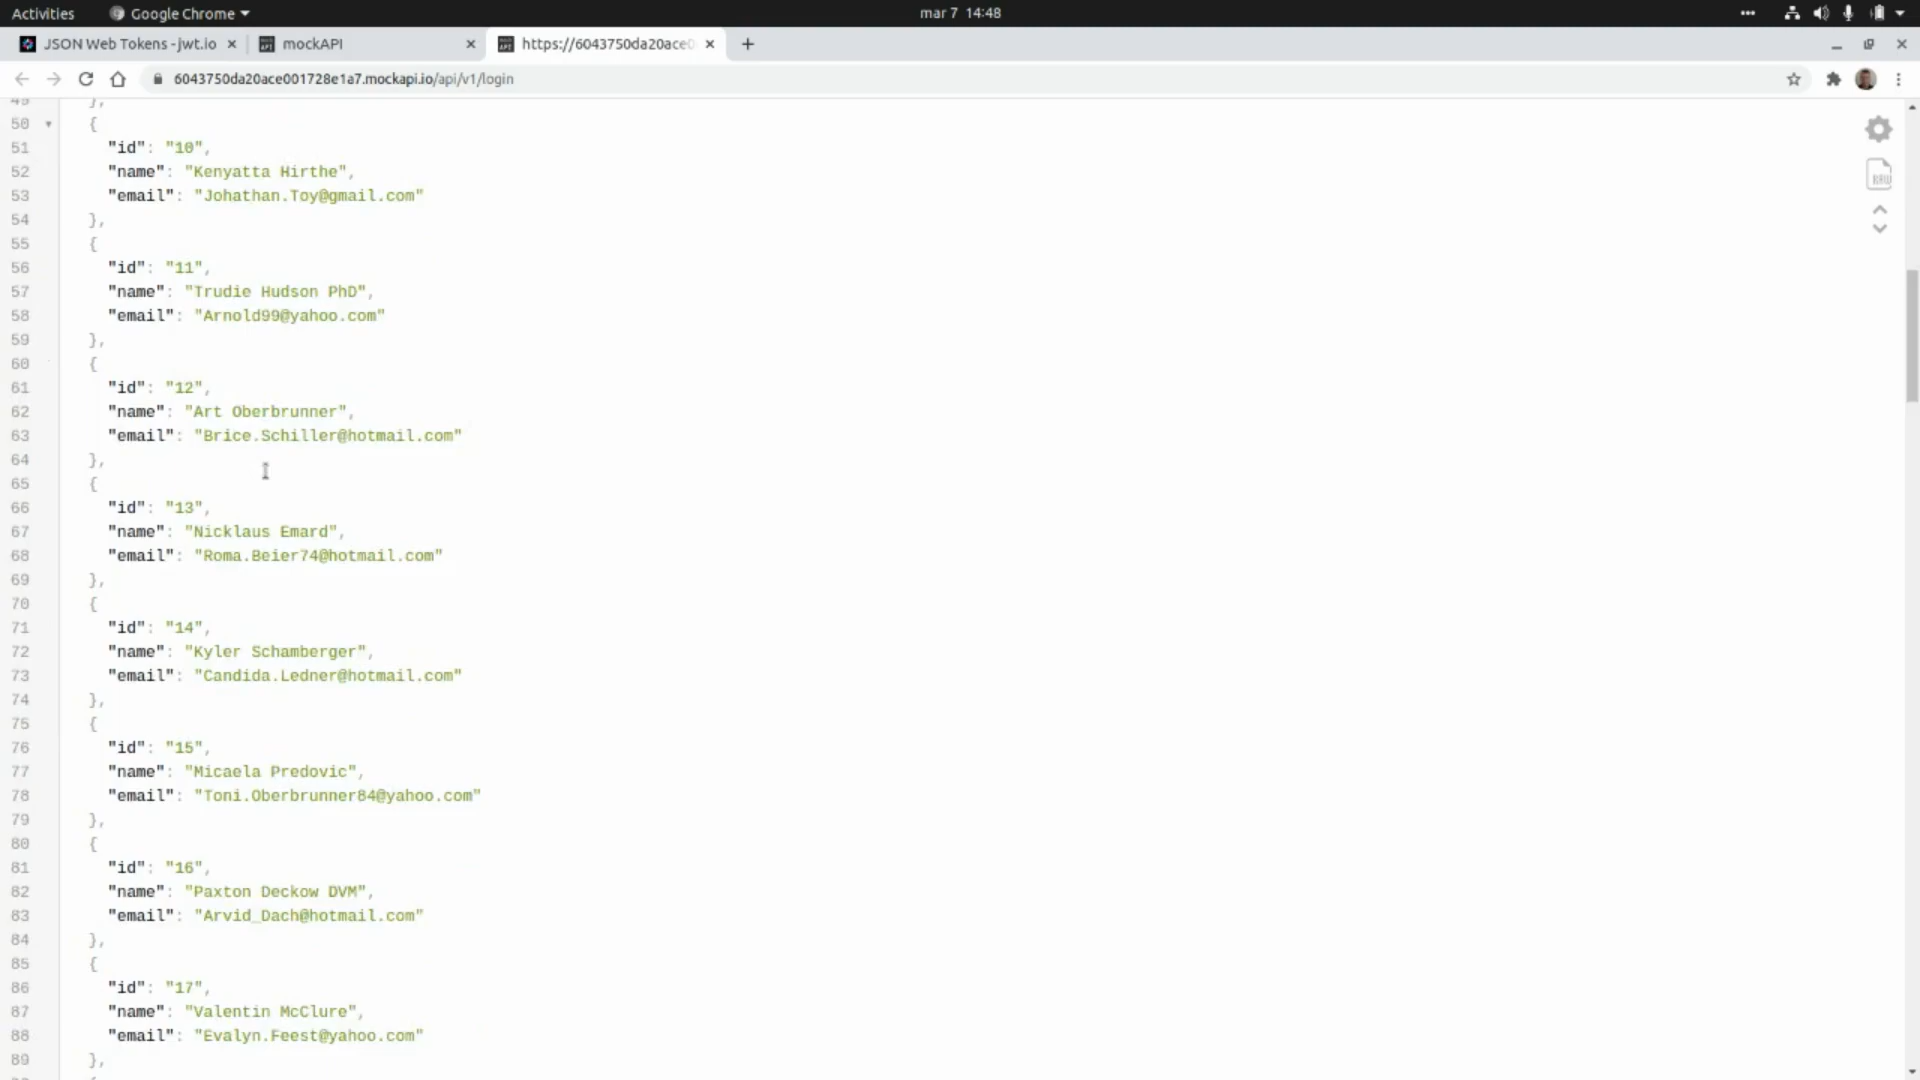 Activities Google Chrome mar 7 14:48
JSON Web Tokens - jwt.io mockAPI https://6043750da20ace0
6043750da20ace001728e1a7.mockapi.io/api/v1/login
49 },
50 {
51 "id": "10",
52 "name": "Kenyatta Hirthe",
53 "email": "Johathan.Toy@gmail.com"
54 },
55 {
56 "id": "11",
57 "name": "Trudie Hudson PhD",
58 "email": "Arnold99@yahoo.com"
59 },
60 {
61 "id": "12",
62 "name": "Art Oberbrunner",
63 "email": "Brice.Schiller@hotmail.com"
64 },
65 {
66 "id": "13",
67 "name": "Nicklaus Emard",
68 "email": "Roma.Beier74@hotmail.com"
69 },
70 {
71 "id": "14",
72 "name": "Kyler Schamberger",
73 "email": "Candida.Ledner@hotmail.com"
74 },
75 {
76 "id": "15",
77 "name": "Micaela Predovic",
78 "email": "Toni.Oberbrunner84@yahoo.com"
79 },
80 {
81 "id": "16",
82 "name": "Paxton Deckow DVM",
83 "email": "Arvid_Dach@hotmail.com"
84 },
85 {
86 "id": "17",
87 "name": "Valentin McClure",
88 "email": "Evalyn.Feest@yahoo.com"
89 },
RAW